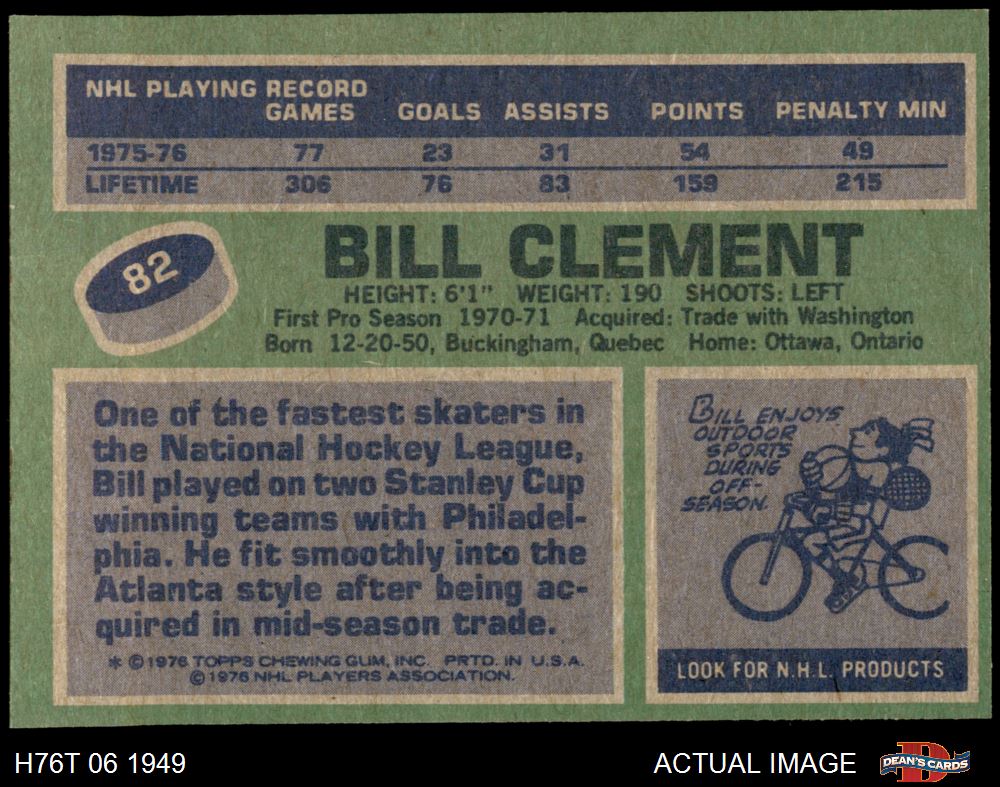 NHL PLAYING RECORD
GAMES GOALS ASSISTS POINTS PENALTY MIN
1975-76 77 23 31 54 49
LIFETIME 306 76 83 159 215
82
BILL CLEMENT
HEIGHT: 6'1" WEIGHT: 190 SHOOTS: LEFT
First Pro Season 1970-71 Acquired: Trade with Washington
Born 12-20-50, Buckingham, Quebec Home: Ottawa, Ontario
One of the fastest skaters in
the National Hockey League,
Bill played on two Stanley Cup
winning teams with Philadel-
phia. He fit smoothly into the
Atlanta style after being ac-
quired in mid-season trade.
* ©1976 TOPPS CHEWING GUM, INC. PRTD. IN U.S.A.
©1976 NHL PLAYERS ASSOCIATION.
BILL ENJOYS
OUTDOOR
SPORTS
DURING
OFF-
SEASON.
LOOK FOR N.H.L. PRODUCTS
H76T 06 1949
ACTUAL IMAGE
D
DEAN'S CARDS